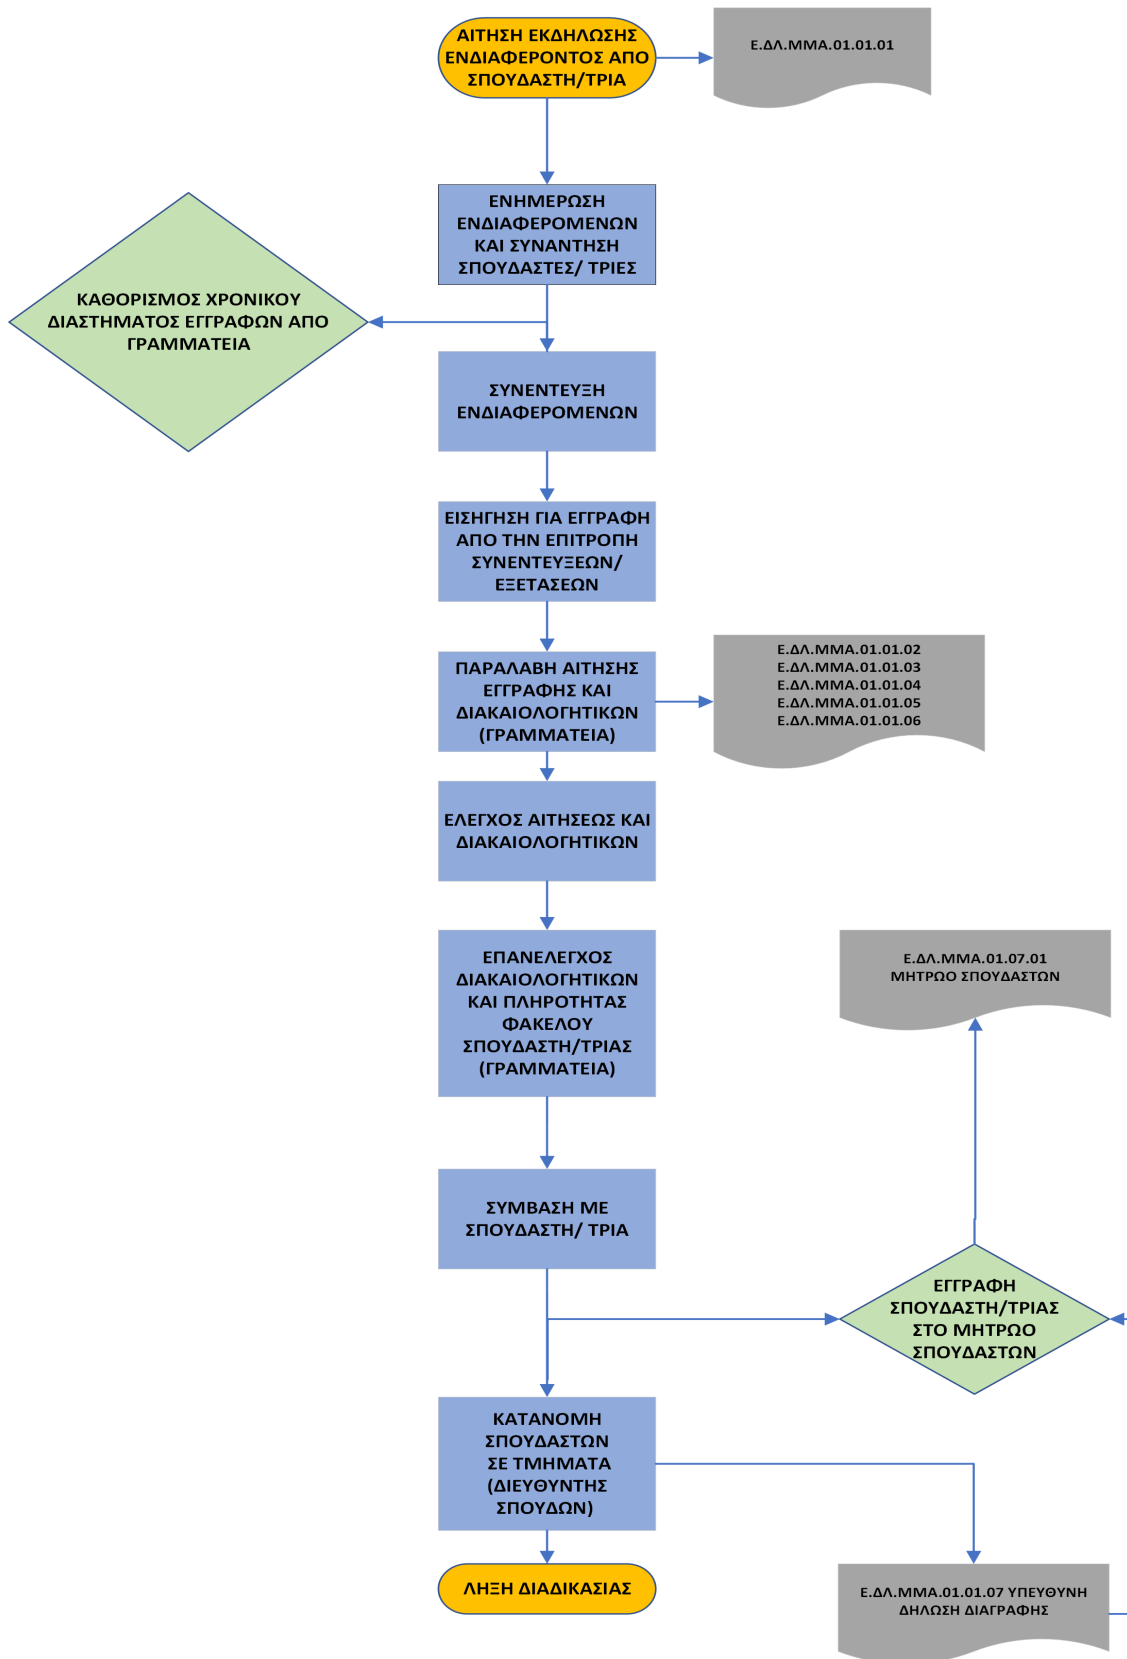 ΑΙΤΗΣΗ ΕΚΔΗΛΩΣΗΣ
ΕΝΔΙΑΦΕΡΟΝΤΟΣ ΑΠΟ
ΣΠΟΥΔΑΣΤΗ/ΤΡΙΑ
Ε.ΔΛ.ΜΜΑ.01.01.01
ΕΝΗΜΕΡΩΣΗ
ΕΝΔΙΑΦΕΡΟΜΕΝΩΝ
ΚΑΙ ΣΥΝΑΝΤΗΣΗ
ΣΠΟΥΔΑΣΤΕΣ/ ΤΡΙΕΣ
ΚΑΘΟΡΙΣΜΟΣ ΧΡΟΝΙΚΟΥ
ΔΙΑΣΤΗΜΑΤΟΣ ΕΓΓΡΑΦΩΝ ΑΠΟ
ΓΡΑΜΜΑΤΕΙΑ
ΣΥΝΕΝΤΕΥΞΗ
ΕΝΔΙΑΦΕΡΟΜΕΝΩΝ
ΕΙΣΗΓΗΣΗ ΓΙΑ ΕΓΓΡΑΦΗ
ΑΠΟ ΤΗΝ ΕΠΙΤΡΟΠΗ
ΣΥΝΕΝΤΕΥΞΕΩΝ/
ΕΞΕΤΑΣΕΩΝ
ΠΑΡΑΛΑΒΗ ΑΙΤΗΣΗΣ
ΕΓΓΡΑΦΗΣ ΚΑΙ
ΔΙΑΚΑΙΟΛΟΓΗΤΙΚΩΝ
(ΓΡΑΜΜΑΤΕΙΑ)
Ε.ΔΛ.ΜΜΑ.01.01.02
Ε.ΔΛ.ΜΜΑ.01.01.03
Ε.ΔΛ.ΜΜΑ.01.01.04
Ε.ΔΛ.ΜΜΑ.01.01.05
Ε.ΔΛ.ΜΜΑ.01.01.06
ΕΛΕΓΧΟΣ ΑΙΤΗΣΕΩΣ ΚΑΙ
ΔΙΑΚΑΙΟΛΟΓΗΤΙΚΩΝ
ΕΠΑΝΕΛΕΓΧΟΣ
ΔΙΑΚΑΙΟΛΟΓΗΤΙΚΩΝ
ΚΑΙ ΠΛΗΡΟΤΗΤΑΣ
ΦΑΚΕΛΟΥ
ΣΠΟΥΔΑΣΤΗ/ΤΡΙΑΣ
(ΓΡΑΜΜΑΤΕΙΑ)
Ε.ΔΛ.ΜΜΑ.01.07.01
ΜΗΤΡΩΟ ΣΠΟΥΔΑΣΤΩΝ
ΣΥΜΒΑΣΗ ΜΕ
ΣΠΟΥΔΑΣΤΗ/ ΤΡΙΑ
ΕΓΓΡΑΦΗ
ΣΠΟΥΔΑΣΤΗ/ΤΡΙΑΣ
ΣΤΟ ΜΗΤΡΩΟ
ΣΠΟΥΔΑΣΤΩΝ
ΚΑΤΑΝΟΜΗ
ΣΠΟΥΔΑΣΤΩΝ
ΣΕ ΤΜΗΜΑΤΑ
(ΔΙΕΥΘΥΝΤΗΣ
ΣΠΟΥΔΩΝ)
ΛΗΞΗ ΔΙΑΔΙΚΑΣΙΑΣ
Ε.ΔΛ.ΜΜΑ.01.01.07 ΥΠΕΥΘΥΝΗ
ΔΗΛΩΣΗ ΔΙΑΓΡΑΦΗΣ